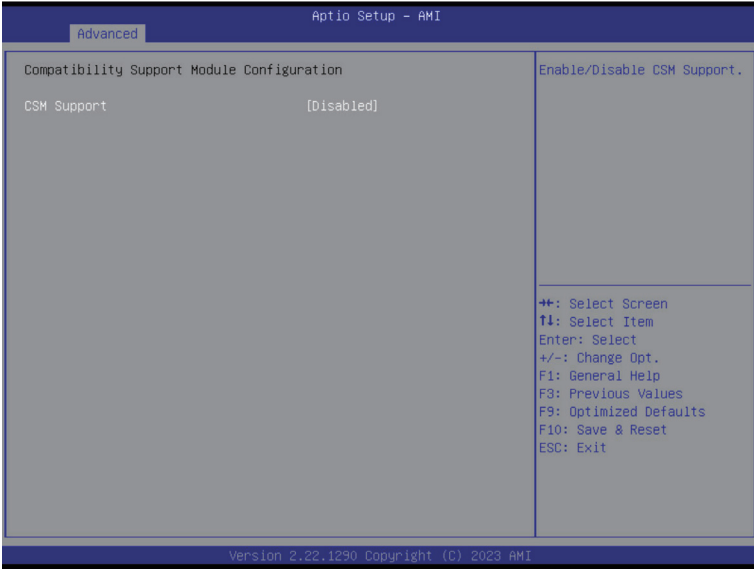 Aptio Setup – AMI
Advanced
Compatibility Support Module Configuration
CSM Support [Disabled]
Enable/Disable CSM Support.
→←: Select Screen
↑↓: Select Item
Enter: Select
+/-: Change Opt.
F1: General Help
F3: Previous Values
F9: Optimized Defaults
F10: Save & Reset
ESC: Exit
Version 2.22.1290 Copyright (C) 2023 AMI